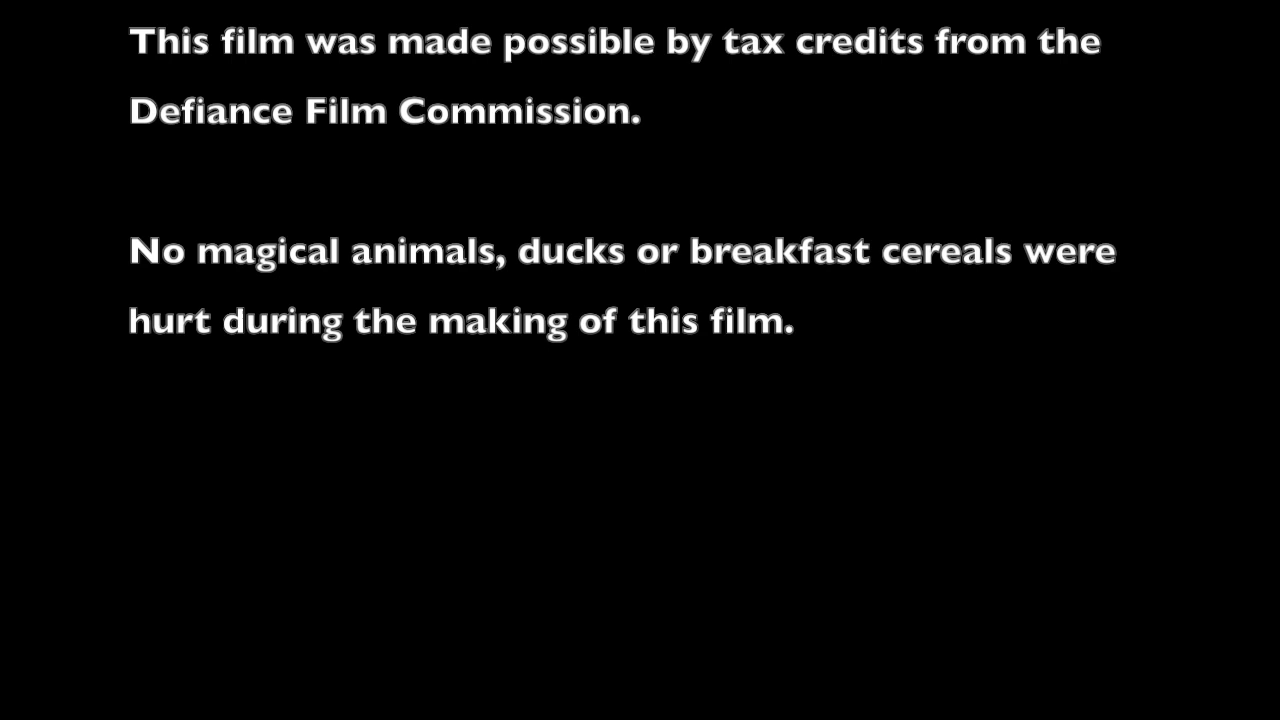 This film was made possible by tax credits from the
Defiance Film Commission.
No magical animals, ducks or breakfast cereals were
hurt during the making of this film.